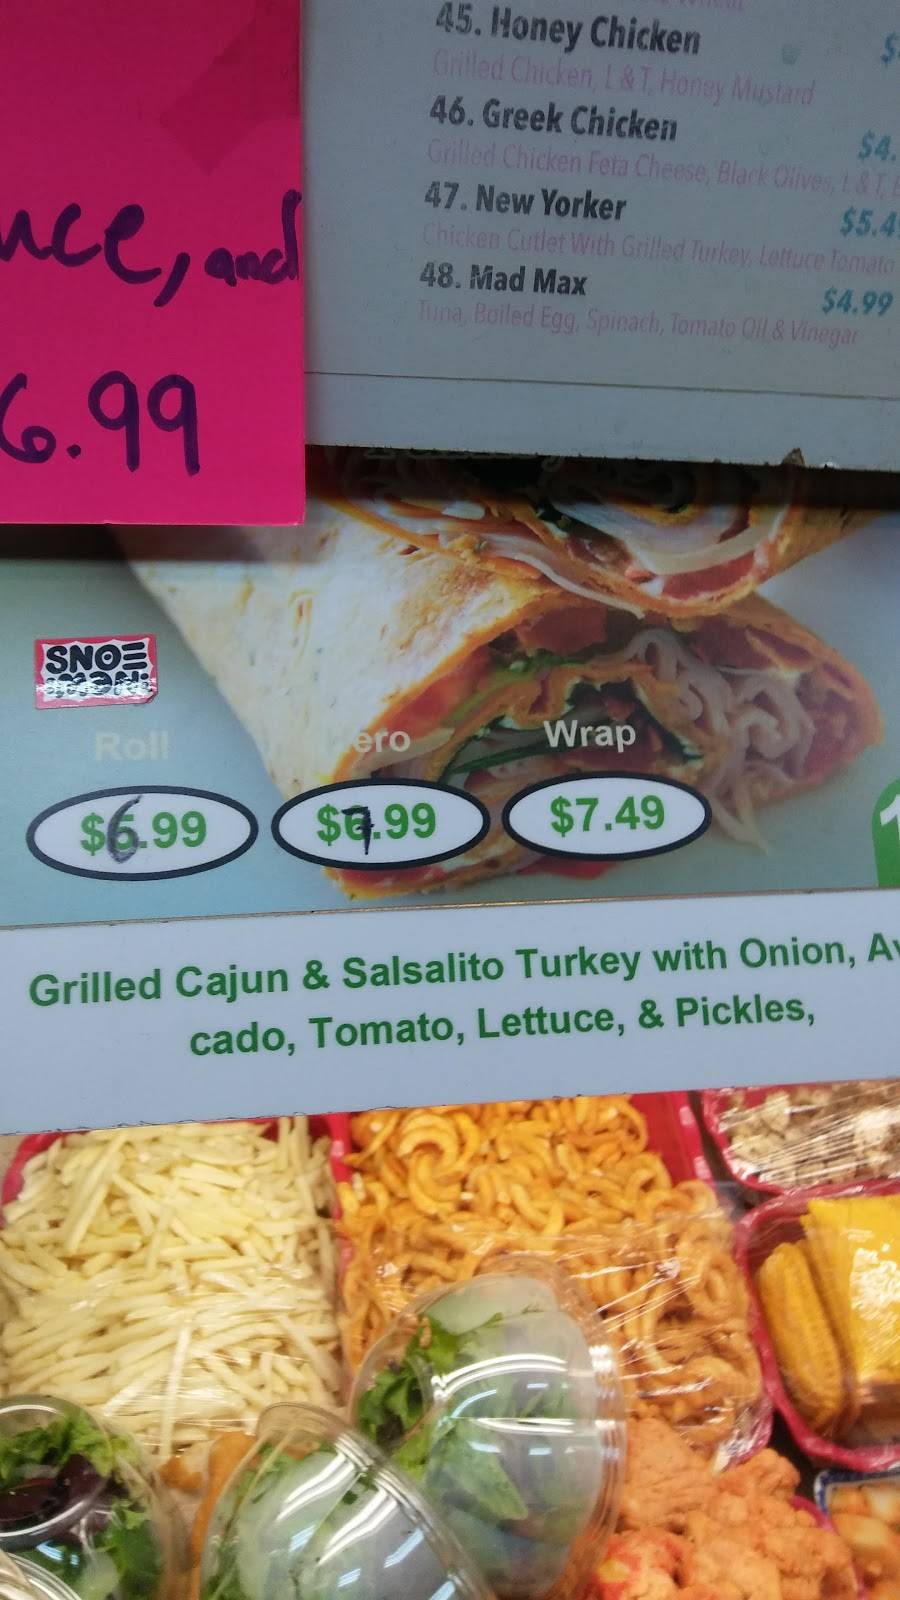 45. Honey Chicken
Grilled Chicken, L & T, Honey Mustard
46. Greek Chicken $4.
Grilled Chicken Feta Cheese, Black Olives, L & T,
47. New Yorker $5.4
Chicken Cutlet With Grilled Turkey, Lettuce Tomato
48. Mad Max $4.99
Tuna, Boiled Egg, Spinach, Tomato Oil & Vinegar
uce, and
6.99
SNOE
MAN!
Roll ero Wrap
$6.99 $7.99 $7.49
Grilled Cajun & Salsalito Turkey with Onion, Av
cado, Tomato, Lettuce, & Pickles,